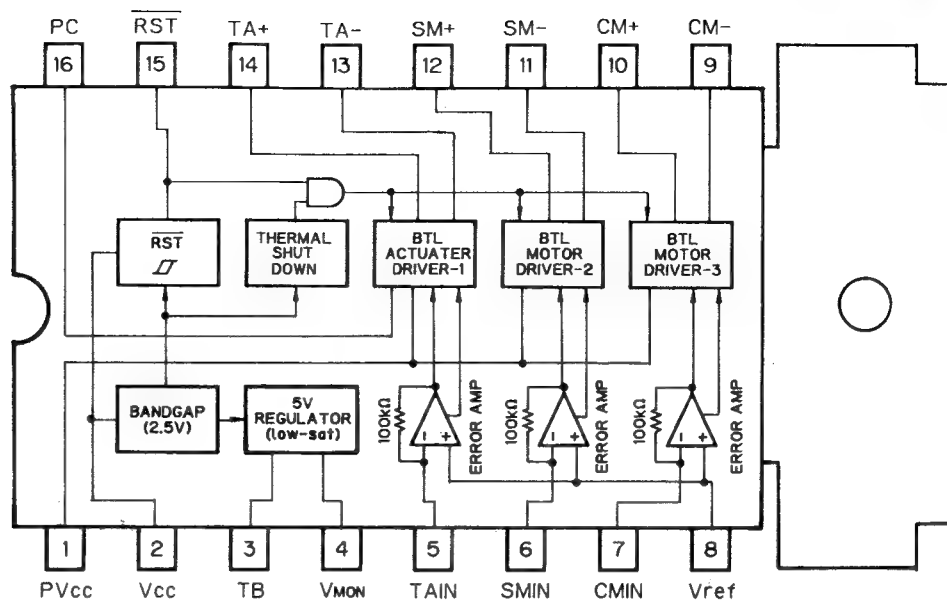 PC RST TA+ TA- SM+ SM- CM+ CM-
16 15 14 13 12 11 10 9
RST
THERMAL
SHUT
DOWN
BTL
ACTUATER
DRIVER-1
BTL
MOTOR
DRIVER-2
BTL
MOTOR
DRIVER-3
BANDGAP
(2.5V)
5V
REGULATOR
(low-sat)
100kΩ
- +
ERROR AMP
100kΩ
- +
ERROR AMP
100kΩ
- +
ERROR AMP
1 2 3 4 5 6 7 8
PVcc Vcc TB VMON TAIN SMIN CMIN Vref